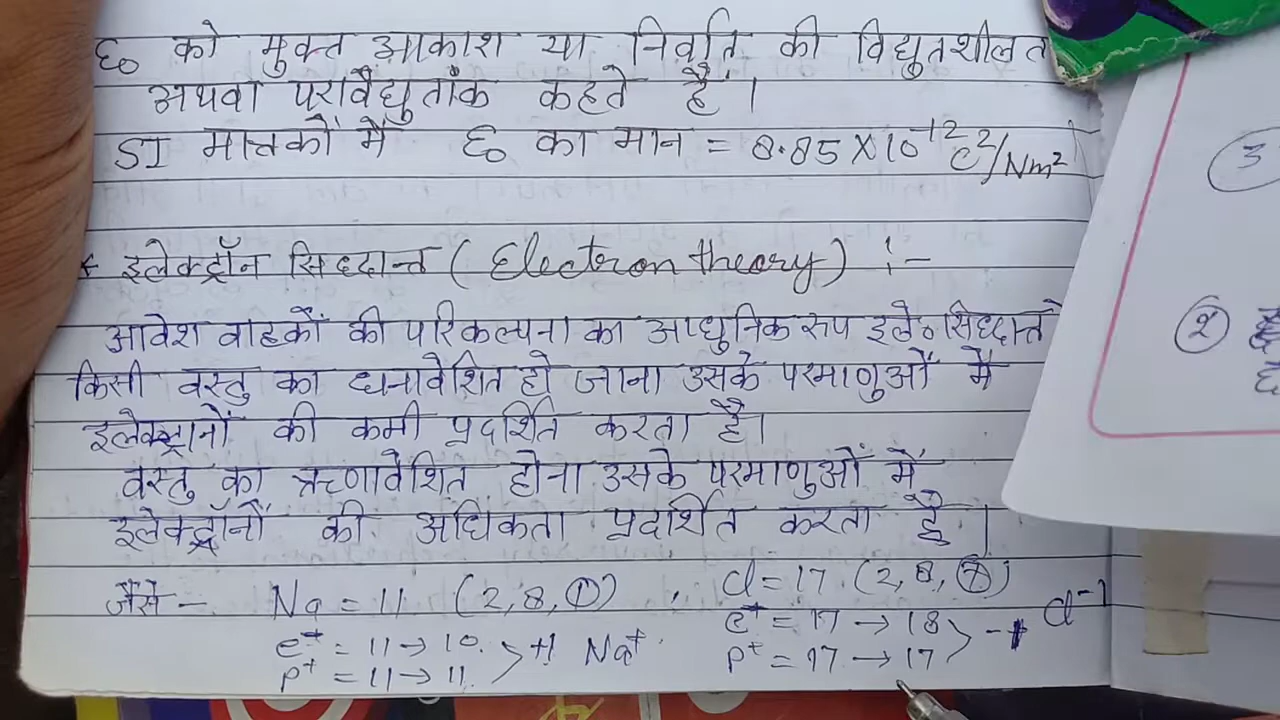 ε₀ को मुक्त आकाश या निर्वात की विद्युतशीलत
अथवा परावैद्युतांक कहते हैं।
SI मात्रकों में ε₀ का मान = 8.85 × 10⁻¹² C²/Nm²
* इलेक्ट्रॉन सिद्धान्त (Electron theory) :-
आवेश वाहकों की परिकल्पना का आधुनिक रूप इले० सिद्धान्त
किसी वस्तु का धनावेशित हो जाना उसके परमाणुओं में
इलेक्ट्रानों की कमी प्रदर्शित करता है।
वस्तु का ऋणावेशित होना उसके परमाणुओं में
इलेक्ट्रॉनों की अधिकता प्रदर्शित करता है।
जैसे - Na = 11 (2, 8, 1) , Cl = 17 (2, 8, 7)
e⁺ = 11 → 10 > +1 Na⁺
p⁺ = 11 → 11
e⁺ = 17 → 18 > -1 Cl⁻¹
p⁺ = 17 → 17
3
2